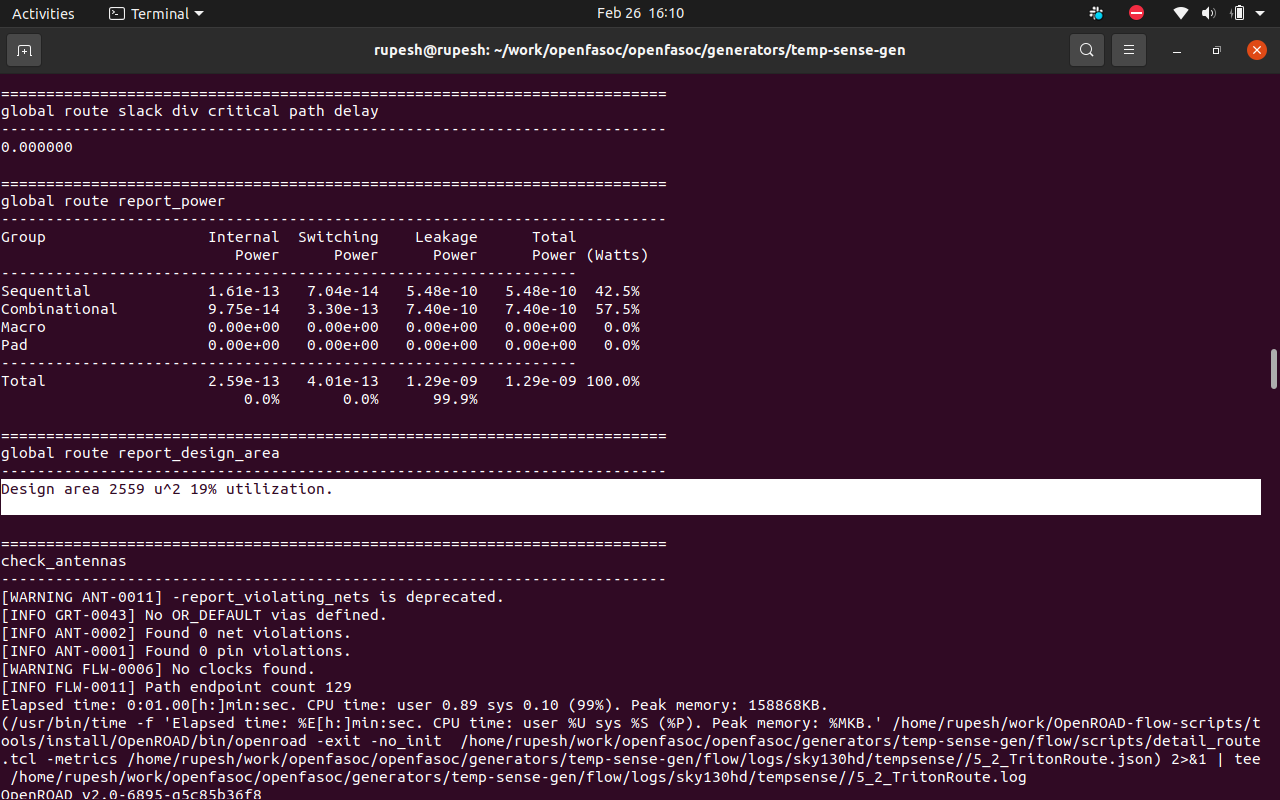 Activities Terminal Feb 26 16:10
rupesh@rupesh: ~/work/openfasoc/openfasoc/generators/temp-sense-gen
==========================================================================
global route slack div critical path delay
--------------------------------------------------------------------------
0.000000
==========================================================================
global route report_power
--------------------------------------------------------------------------
Group                  Internal  Switching    Leakage      Total
                          Power      Power      Power      Power (Watts)
----------------------------------------------------------------
Sequential             1.61e-13   7.04e-14   5.48e-10   5.48e-10  42.5%
Combinational          9.75e-14   3.30e-13   7.40e-10   7.40e-10  57.5%
Macro                  0.00e+00   0.00e+00   0.00e+00   0.00e+00   0.0%
Pad                    0.00e+00   0.00e+00   0.00e+00   0.00e+00   0.0%
----------------------------------------------------------------
Total                  2.59e-13   4.01e-13   1.29e-09   1.29e-09 100.0%
                           0.0%       0.0%      99.9%
==========================================================================
global route report_design_area
--------------------------------------------------------------------------
Design area 2559 u^2 19% utilization.
==========================================================================
check_antennas
--------------------------------------------------------------------------
[WARNING ANT-0011] -report_violating_nets is deprecated.
[INFO GRT-0043] No OR_DEFAULT vias defined.
[INFO ANT-0002] Found 0 net violations.
[INFO ANT-0001] Found 0 pin violations.
[WARNING FLW-0006] No clocks found.
[INFO FLW-0011] Path endpoint count 129
Elapsed time: 0:01.00[h:]min:sec. CPU time: user 0.89 sys 0.10 (99%). Peak memory: 158868KB.
(/usr/bin/time -f 'Elapsed time: %E[h:]min:sec. CPU time: user %U sys %S (%P). Peak memory: %MKB.' /home/rupesh/work/OpenROAD-flow-scripts/t
ools/install/OpenROAD/bin/openroad -exit -no_init  /home/rupesh/work/openfasoc/openfasoc/generators/temp-sense-gen/flow/scripts/detail_route
.tcl -metrics /home/rupesh/work/openfasoc/openfasoc/generators/temp-sense-gen/flow/logs/sky130hd/tempsense//5_2_TritonRoute.json) 2>&1 | tee
 /home/rupesh/work/openfasoc/openfasoc/generators/temp-sense-gen/flow/logs/sky130hd/tempsense//5_2_TritonRoute.log
OpenROAD v2.0-6895-g5c85b36f8